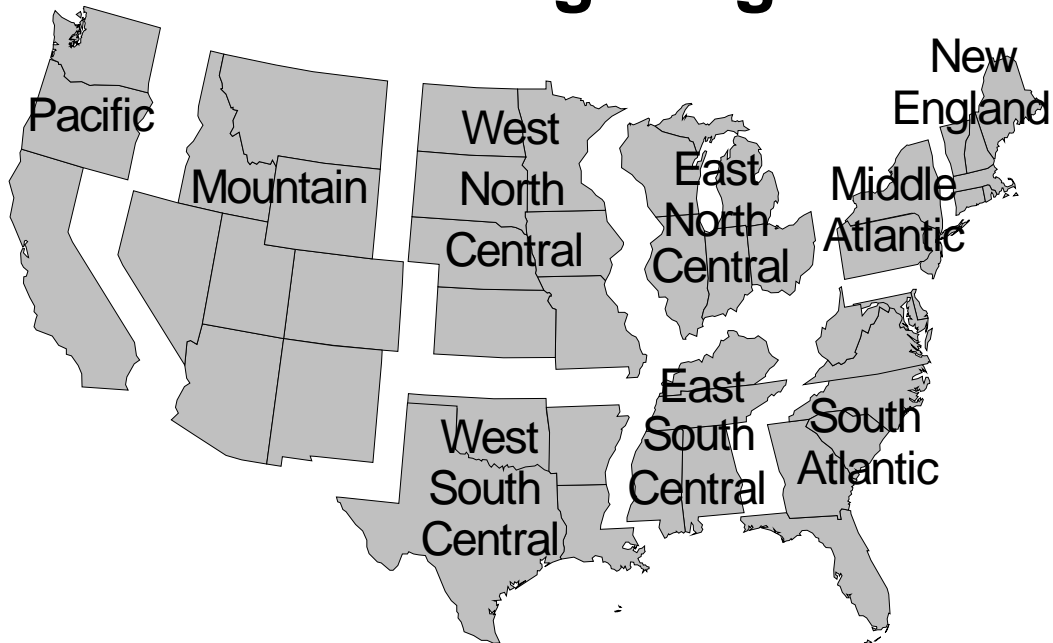 Pacific
Mountain
West
North
Central
East
North
Central
New
England
Middle
Atlantic
West
South
Central
East
South
Central
South
Atlantic